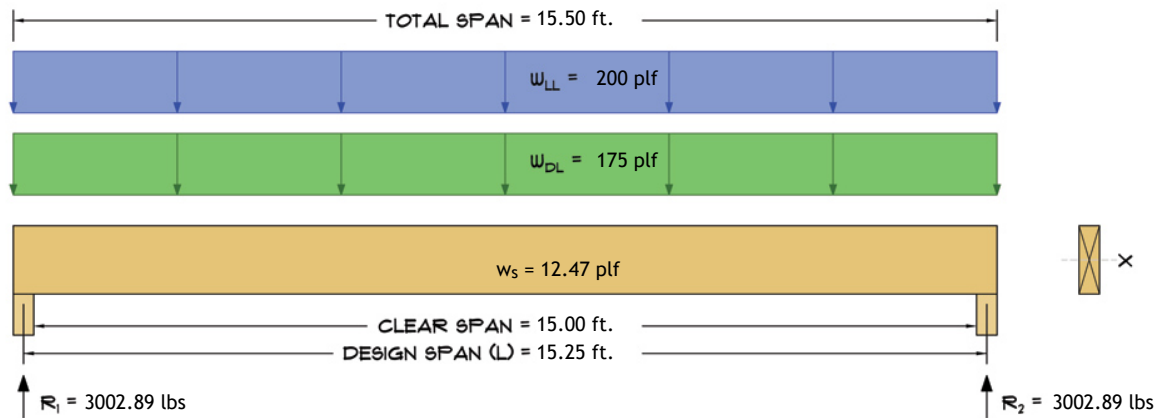 TOTAL SPAN = 15.50 ft.
WLL = 200 plf
WDL = 175 plf
ws = 12.47 plf
X
CLEAR SPAN = 15.00 ft.
DESIGN SPAN (L) = 15.25 ft.
R1 = 3002.89 lbs
R2 = 3002.89 lbs